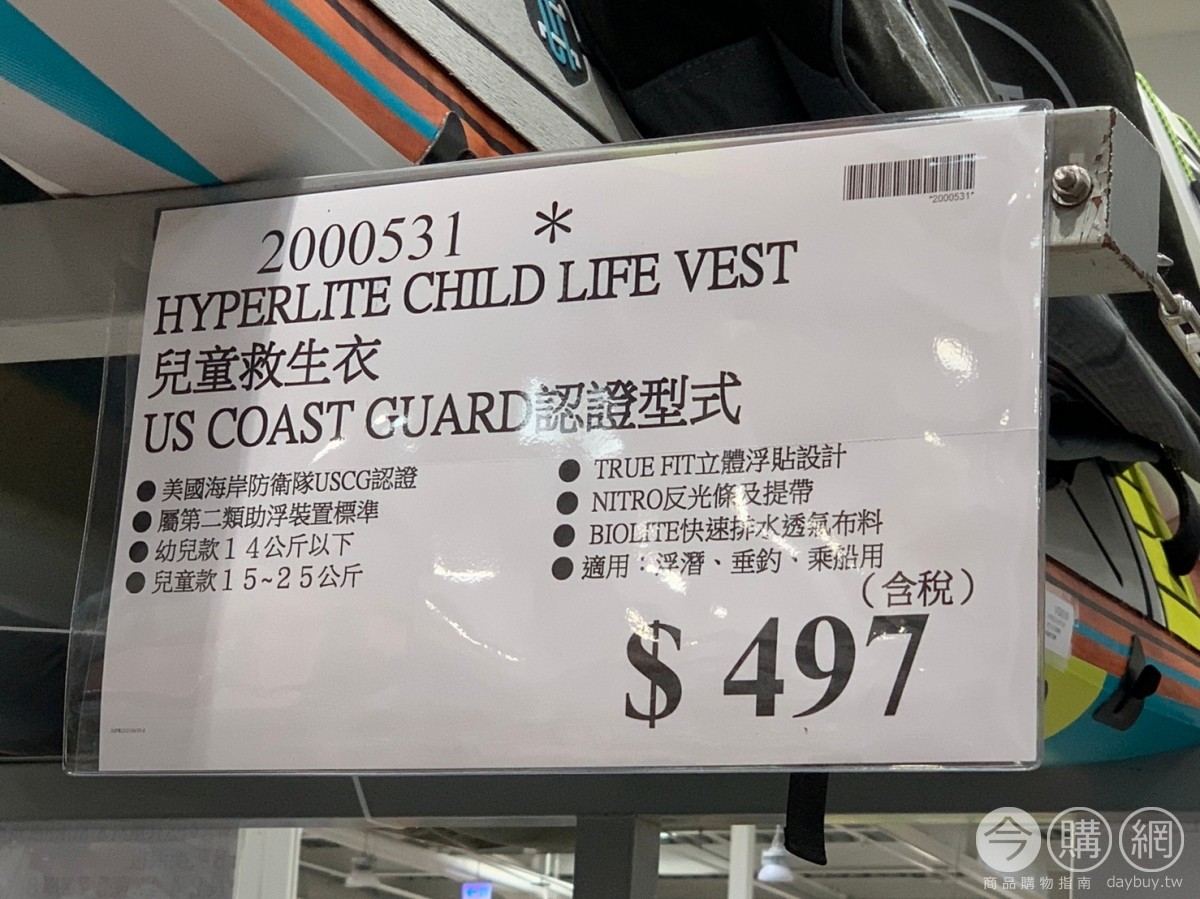 *2000531*
2000531 *
HYPERLITE CHILD LIFE VEST
兒童救生衣
US COAST GUARD認證型式
●美國海岸防衛隊USCG認證
●屬第二類助浮裝置標準
●幼兒款14公斤以下
●兒童款15~25公斤
●TRUE FIT立體浮貼設計
●NITRO反光條及提帶
●BIOLITE快速排水透氣布料
●適用：浮潛、垂釣、乘船用
（含稅）
$ 497
今購網
商品購物指南 daybuy.tw